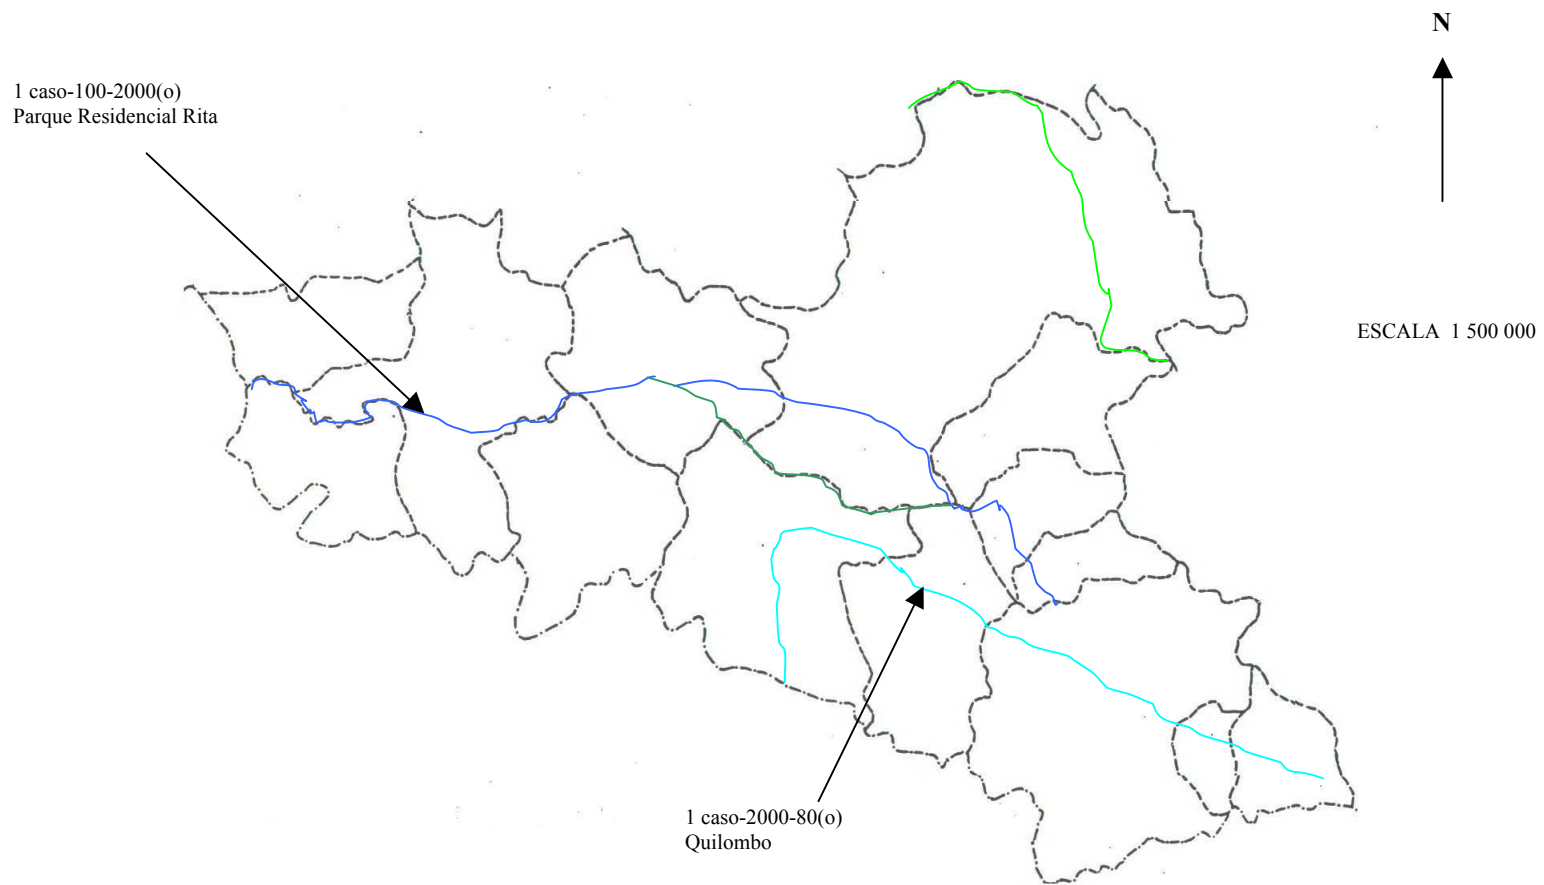 N
1 caso-100-2000(o)
Parque Residencial Rita
ESCALA 1 500 000
1 caso-2000-80(o)
Quilombo